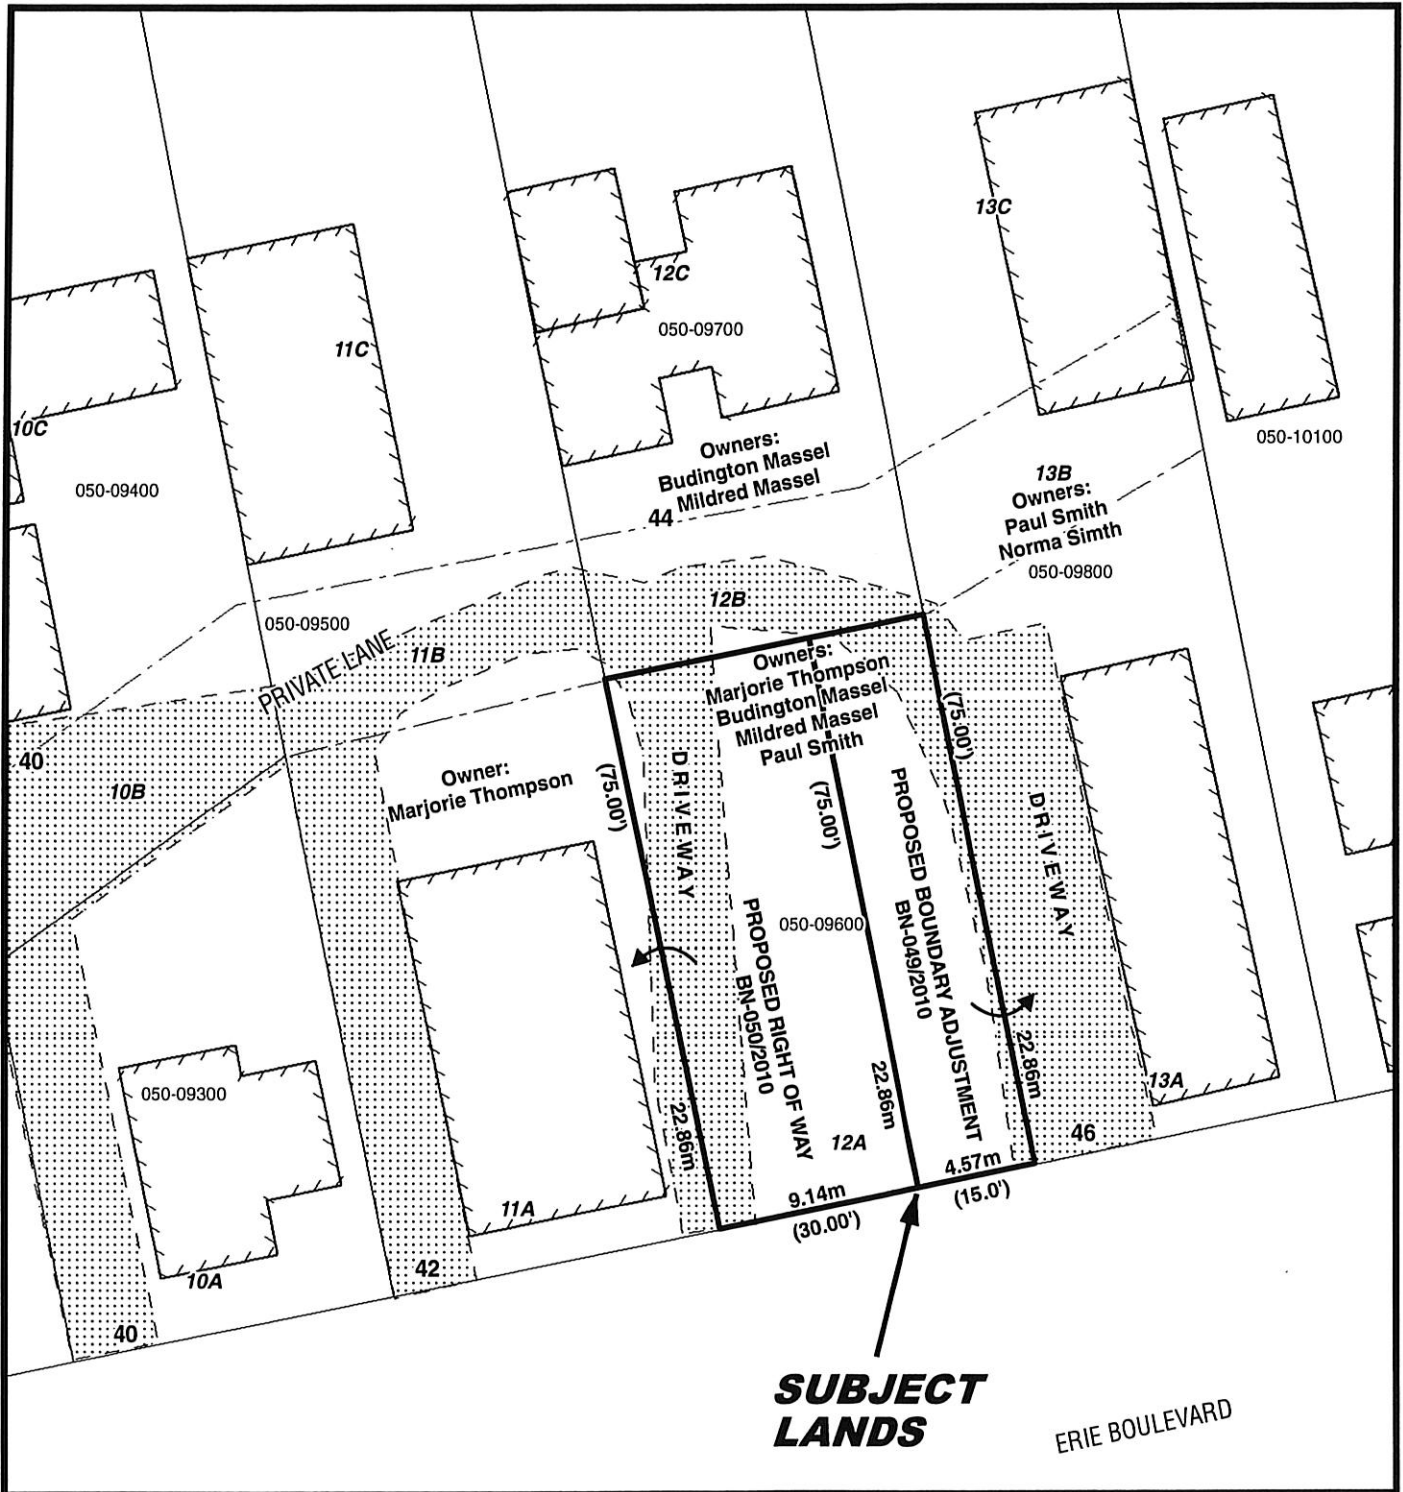 13C
12C
050-09700
11C
10C
050-10100
050-09400
Owners:
Budington Massel
Mildred Massel
44
13B
Owners:
Paul Smith
Norma Simth
050-09800
12B
050-09500
PRIVATE LANE
11B
Owners:
Marjorie Thompson
Budington Massel
Mildred Massel
Paul Smith
40
10B
Owner:
Marjorie Thompson
(75.00')
DRIVEWAY
(75.00')
(75.00')
DRIVEWAY
PROPOSED BOUNDARY ADJUSTMENT
BN-049/2010
050-09600
PROPOSED RIGHT OF WAY
BN-050/2010
22.86m
22.86m
22.86m
050-09300
13A
46
12A
4.57m
(15.0')
9.14m
(30.00')
11A
42
10A
40
SUBJECT
LANDS
ERIE BOULEVARD